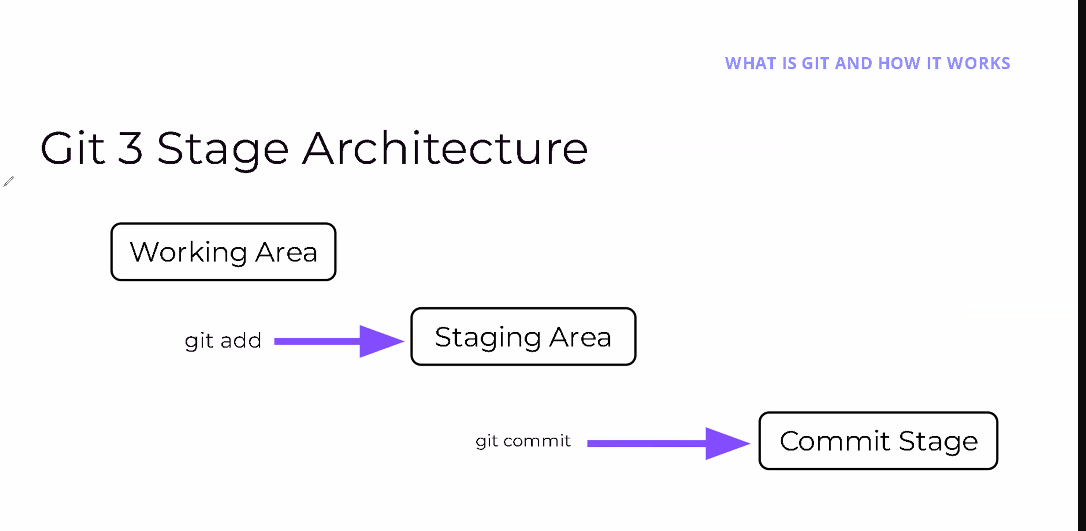 WHAT IS GIT AND HOW IT WORKS
Git 3 Stage Architecture
Working Area
git add
Staging Area
git commit
Commit Stage